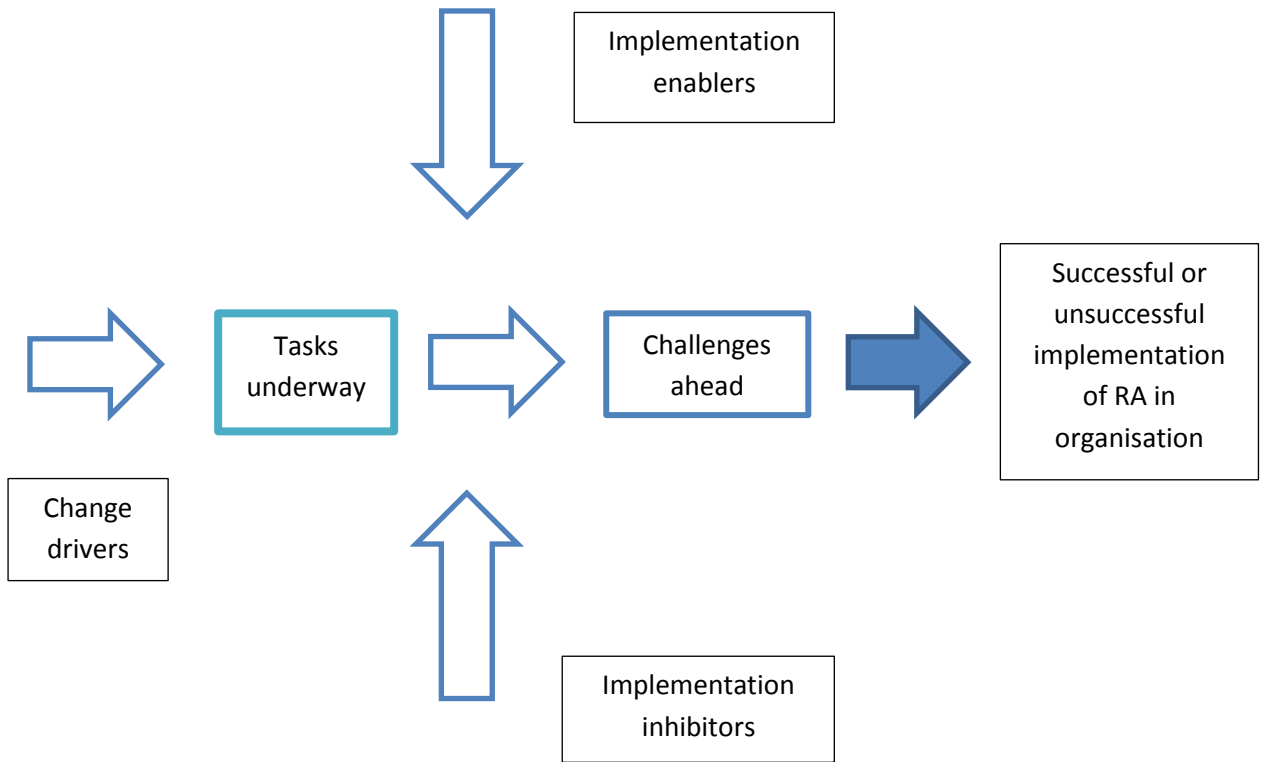 Implementation
enablers
Tasks
underway
Challenges
ahead
Successful or
unsuccessful
implementation
of RA in
organisation
Change
drivers
Implementation
inhibitors